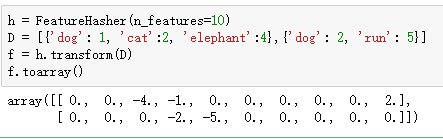 h = FeatureHasher(n_features=10)
D = [{'dog': 1, 'cat':2, 'elephant':4},{'dog': 2, 'run': 5}]
f = h.transform(D)
f.toarray()
array([[ 0., 0., -4., -1., 0., 0., 0., 0., 0., 2.],
[ 0., 0., 0., -2., -5., 0., 0., 0., 0., 0.]])